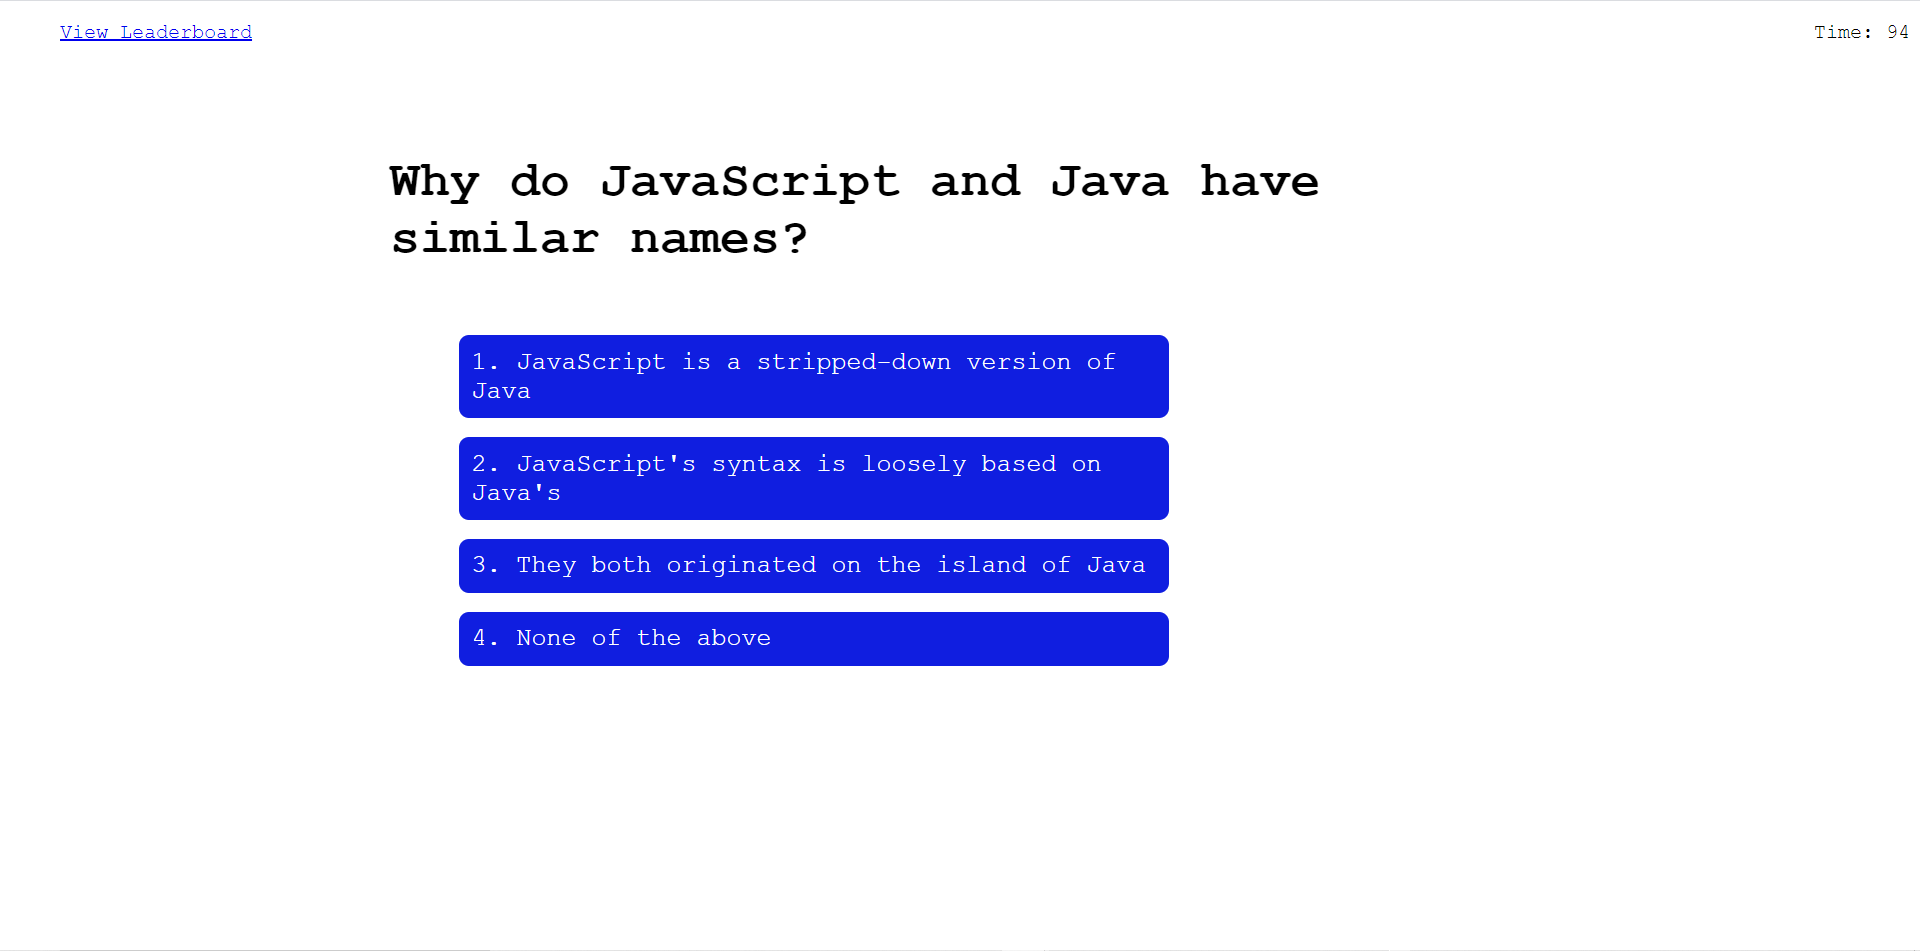 View Leaderboard
Time: 94
Why do JavaScript and Java have
similar names?
1. JavaScript is a stripped-down version of
Java
2. JavaScript's syntax is loosely based on
Java's
3. They both originated on the island of Java
4. None of the above